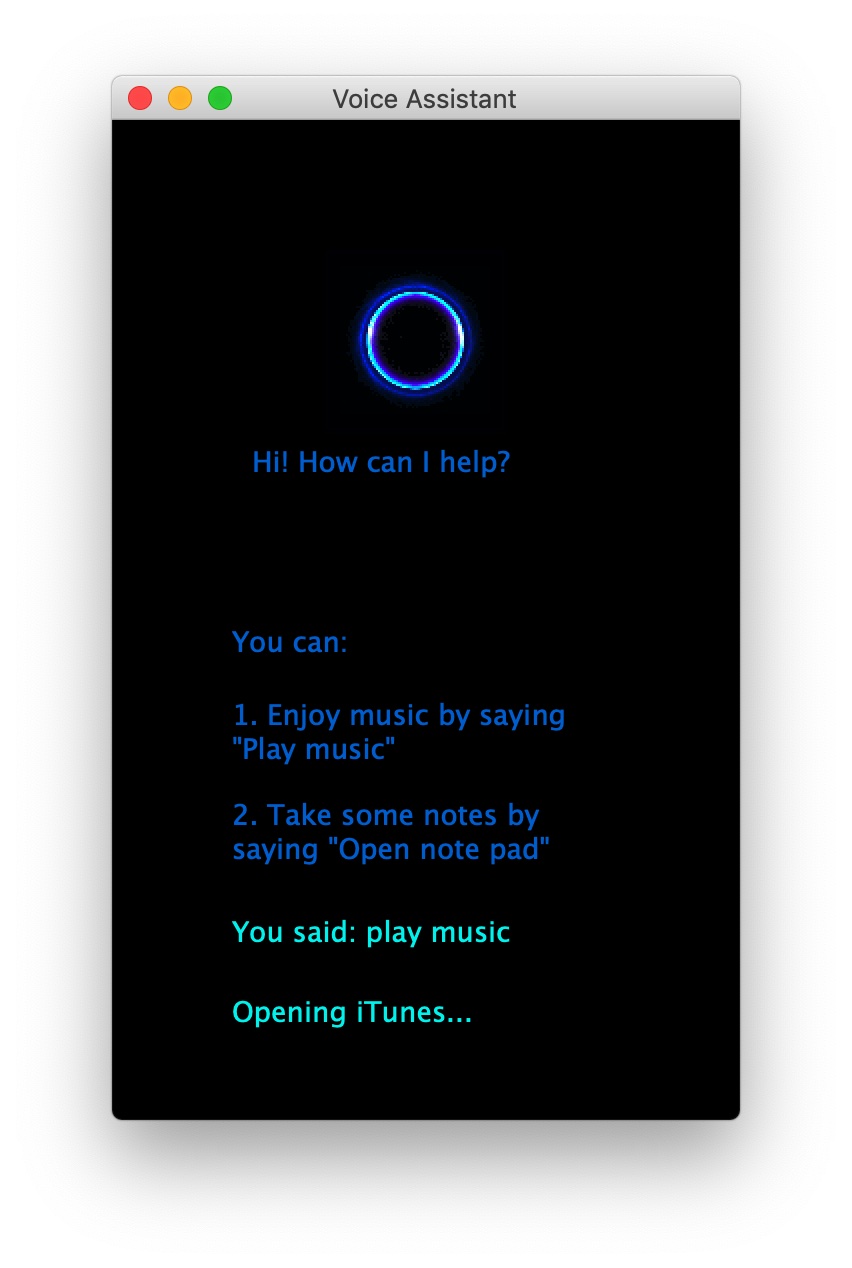 Voice Assistant
Hi! How can I help?
You can:
1. Enjoy music by saying
"Play music"
2. Take some notes by
saying "Open note pad"
You said: play music
Opening iTunes...